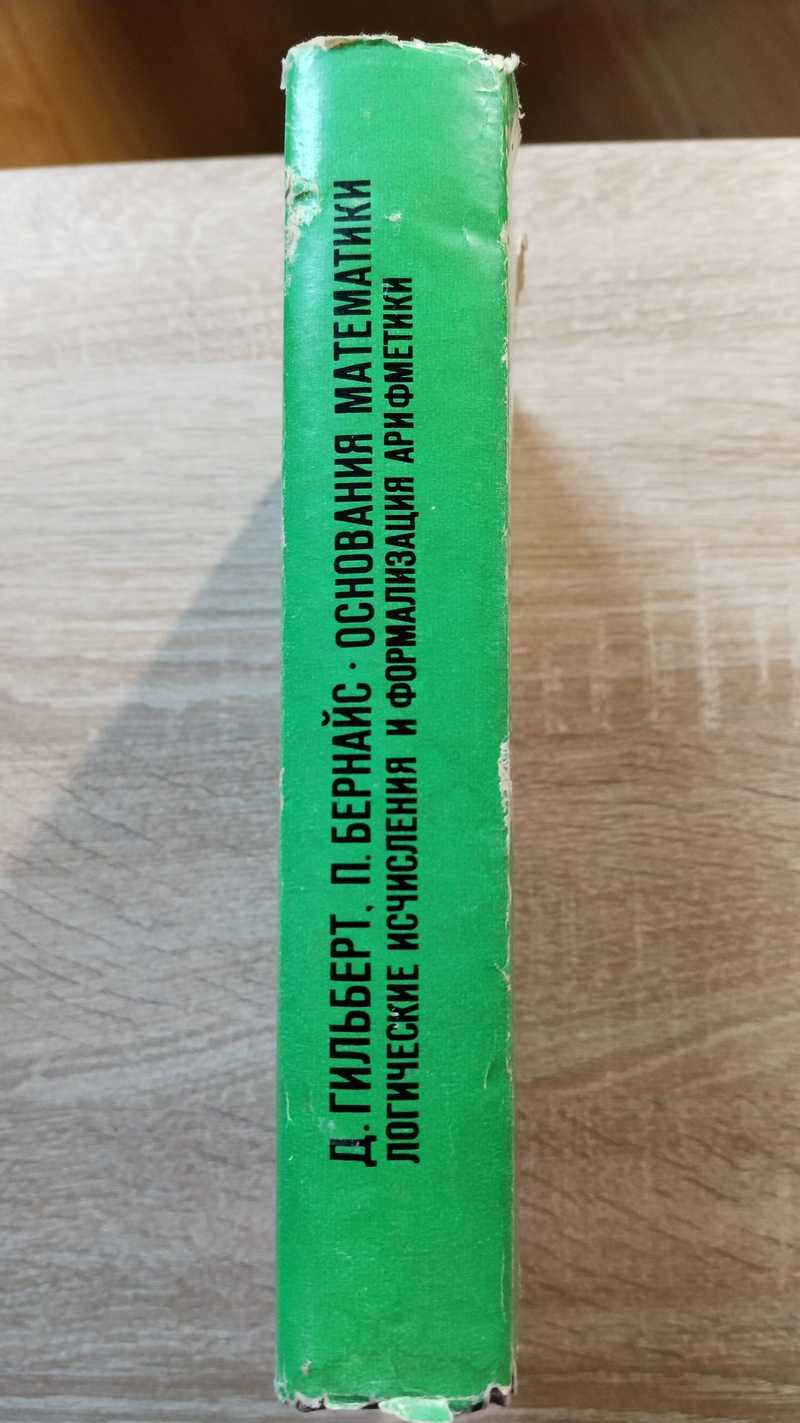 Д. ГИЛЬБЕРТ, П. БЕРНАЙС · ОСНОВАНИЯ МАТЕМАТИКИ
ЛОГИЧЕСКИЕ ИСЧИСЛЕНИЯ И ФОРМАЛИЗАЦИЯ АРИФМЕТИКИ